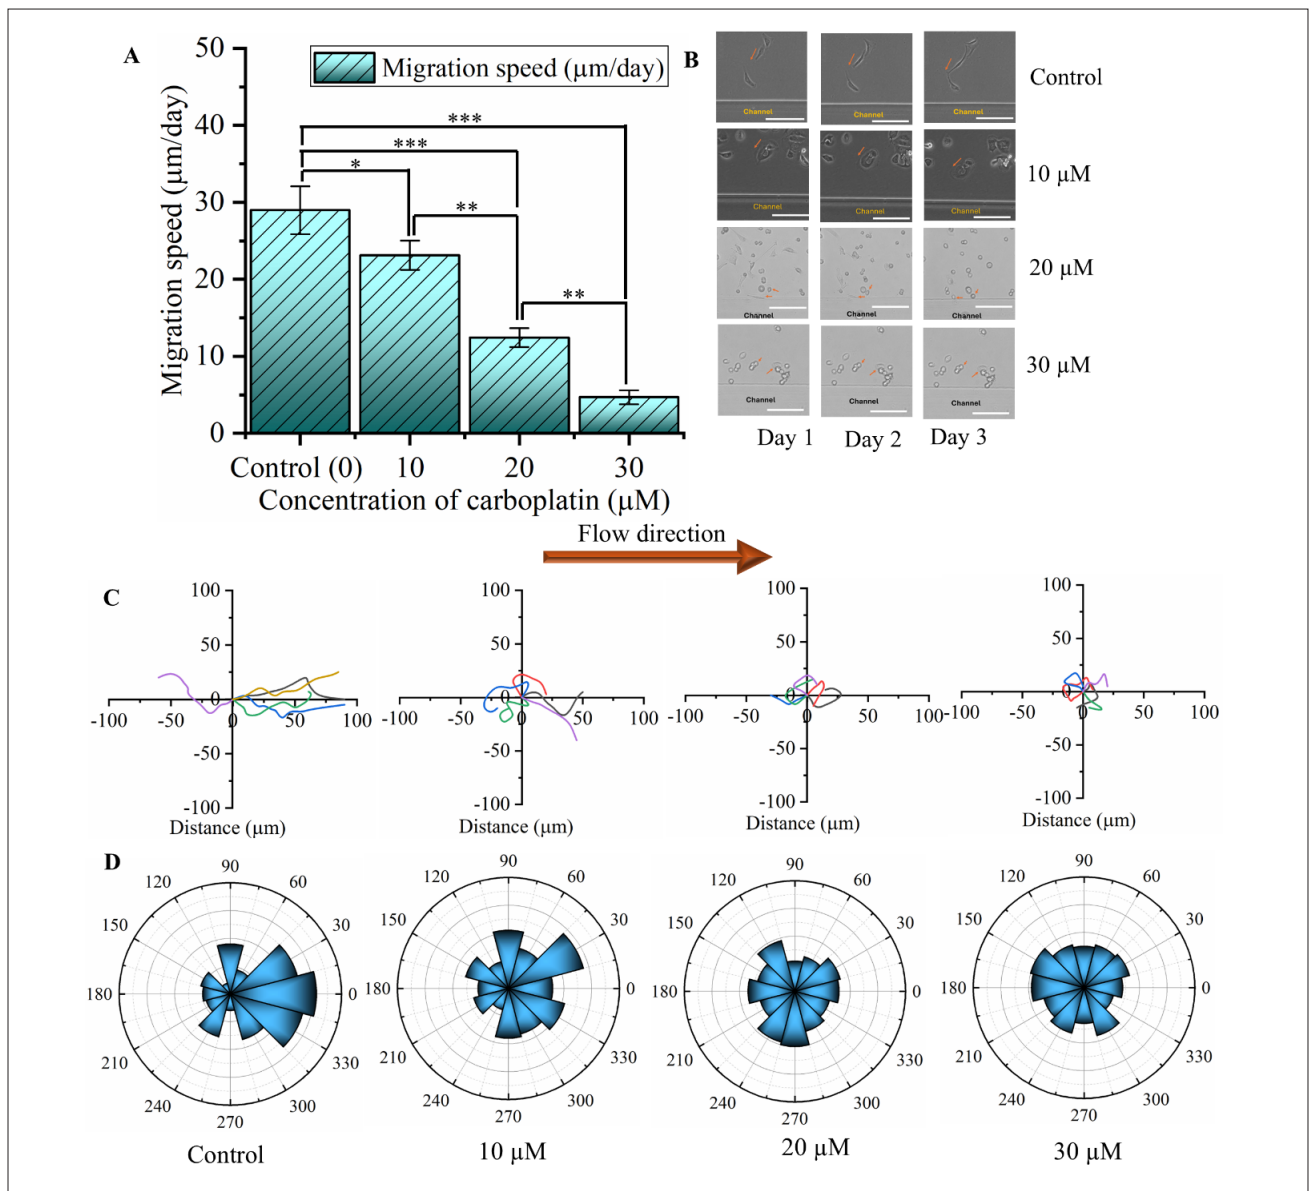 A
50
40
30
20
10
0
Migration speed (μm/day)
Migration speed (μm/day)
***
***
*
**
**
Control (0) 10 20 30
Concentration of carboplatin (μM)
B
Channel Channel Channel
Control
Channel Channel Channel
10 μM
Channel Channel Channel
20 μM
Channel Channel Channel
30 μM
Day 1 Day 2 Day 3
Flow direction
C
100 100 100 100
50 50 50 50
0 0 0 0
-100 -50 50 100 -100 -50 50 100 -100 -50 50 100 -100 -50 50 100
-50 -50 -50 -50
-100 -100 -100 -100
Distance (μm) Distance (μm) Distance (μm) Distance (μm)
D
90 90 90 90
120 60 120 60 120 60 120 60
150 30 150 30 150 30 150 30
180 0 180 0 180 0 180 0
210 330 210 330 210 330 210 330
240 300 240 300 240 300 240 300
270 270 270 270
Control 10 μM 20 μM 30 μM